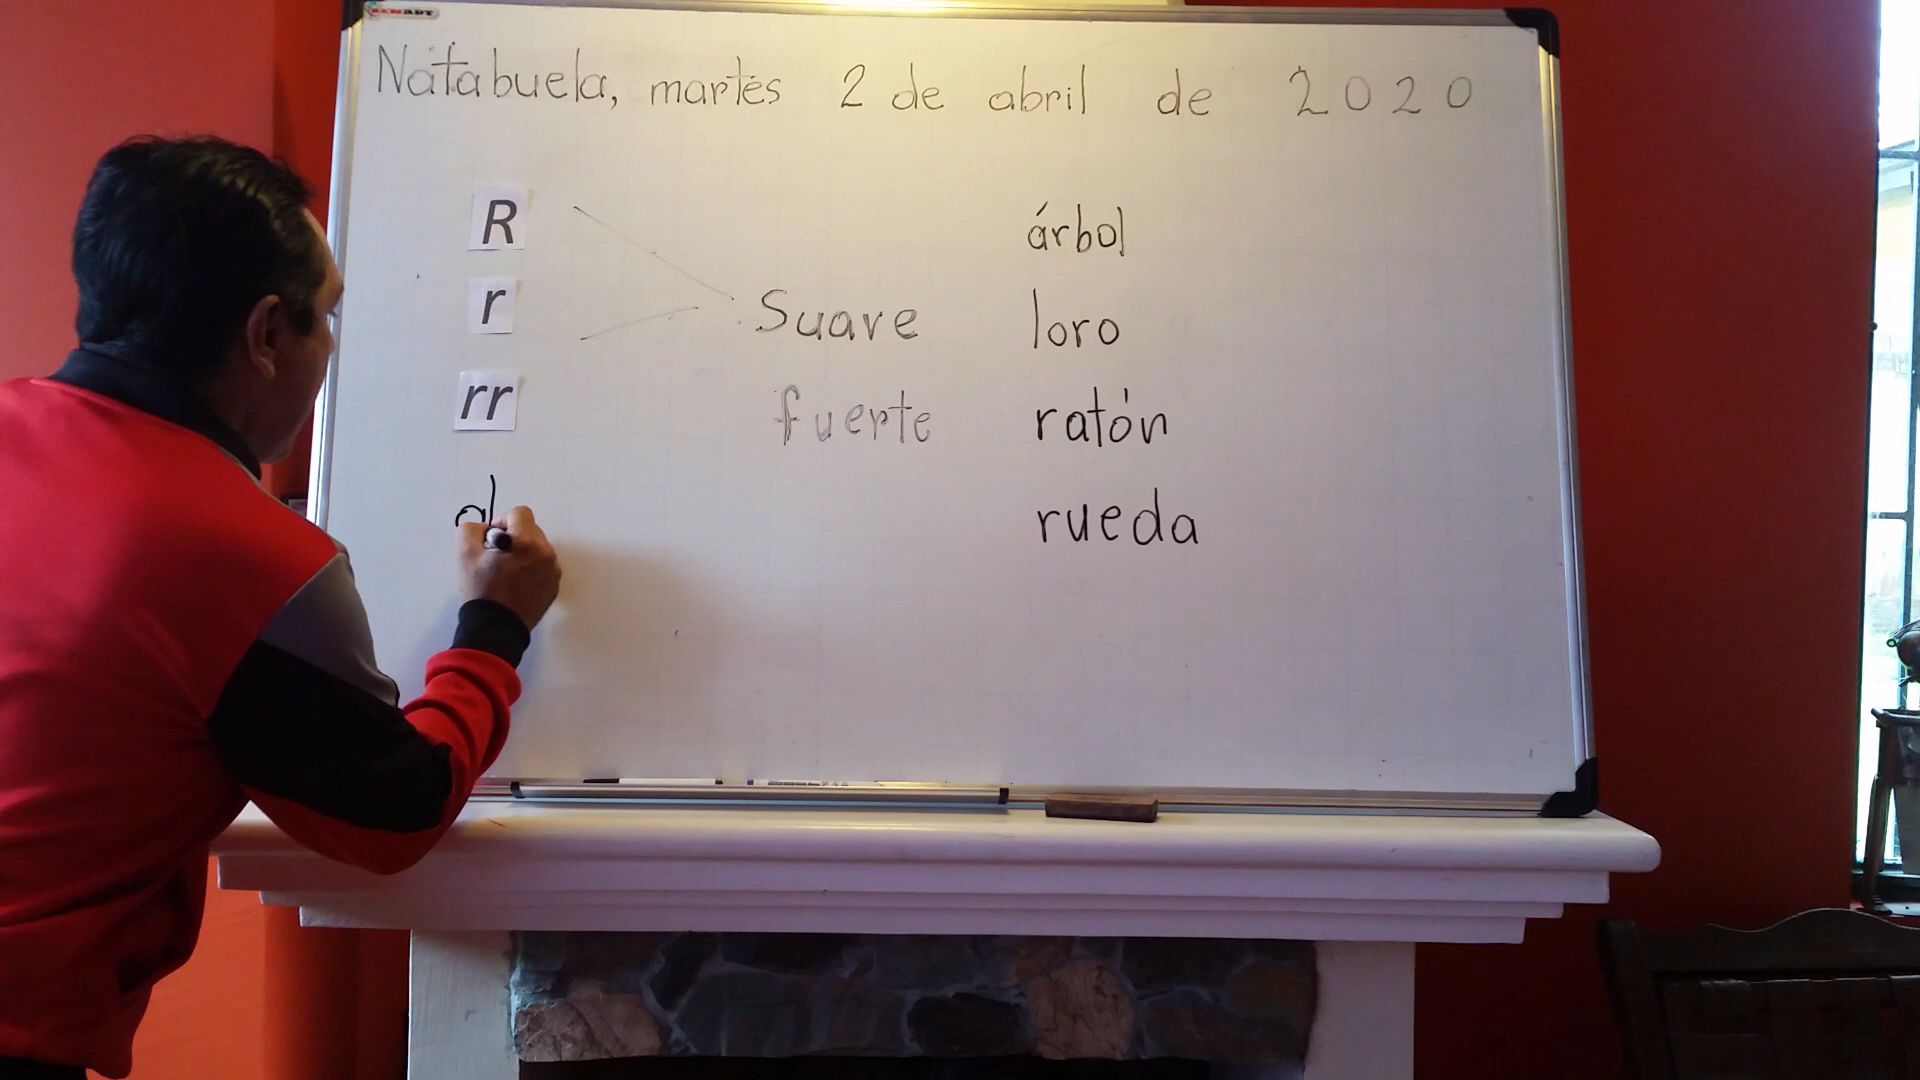 Natabuela, martes 2 de abril de 2020
R
árbol
r
Suave
loro
rr
fuerte
ratón
rueda